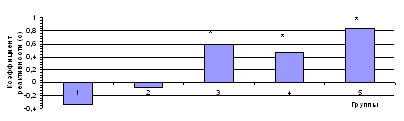 Коэффициент
реактивности (с)
1
0,8
0,6
0,4
0,2
0
-0,2
-0,4
* * *
1 2 3 4 5
Группы